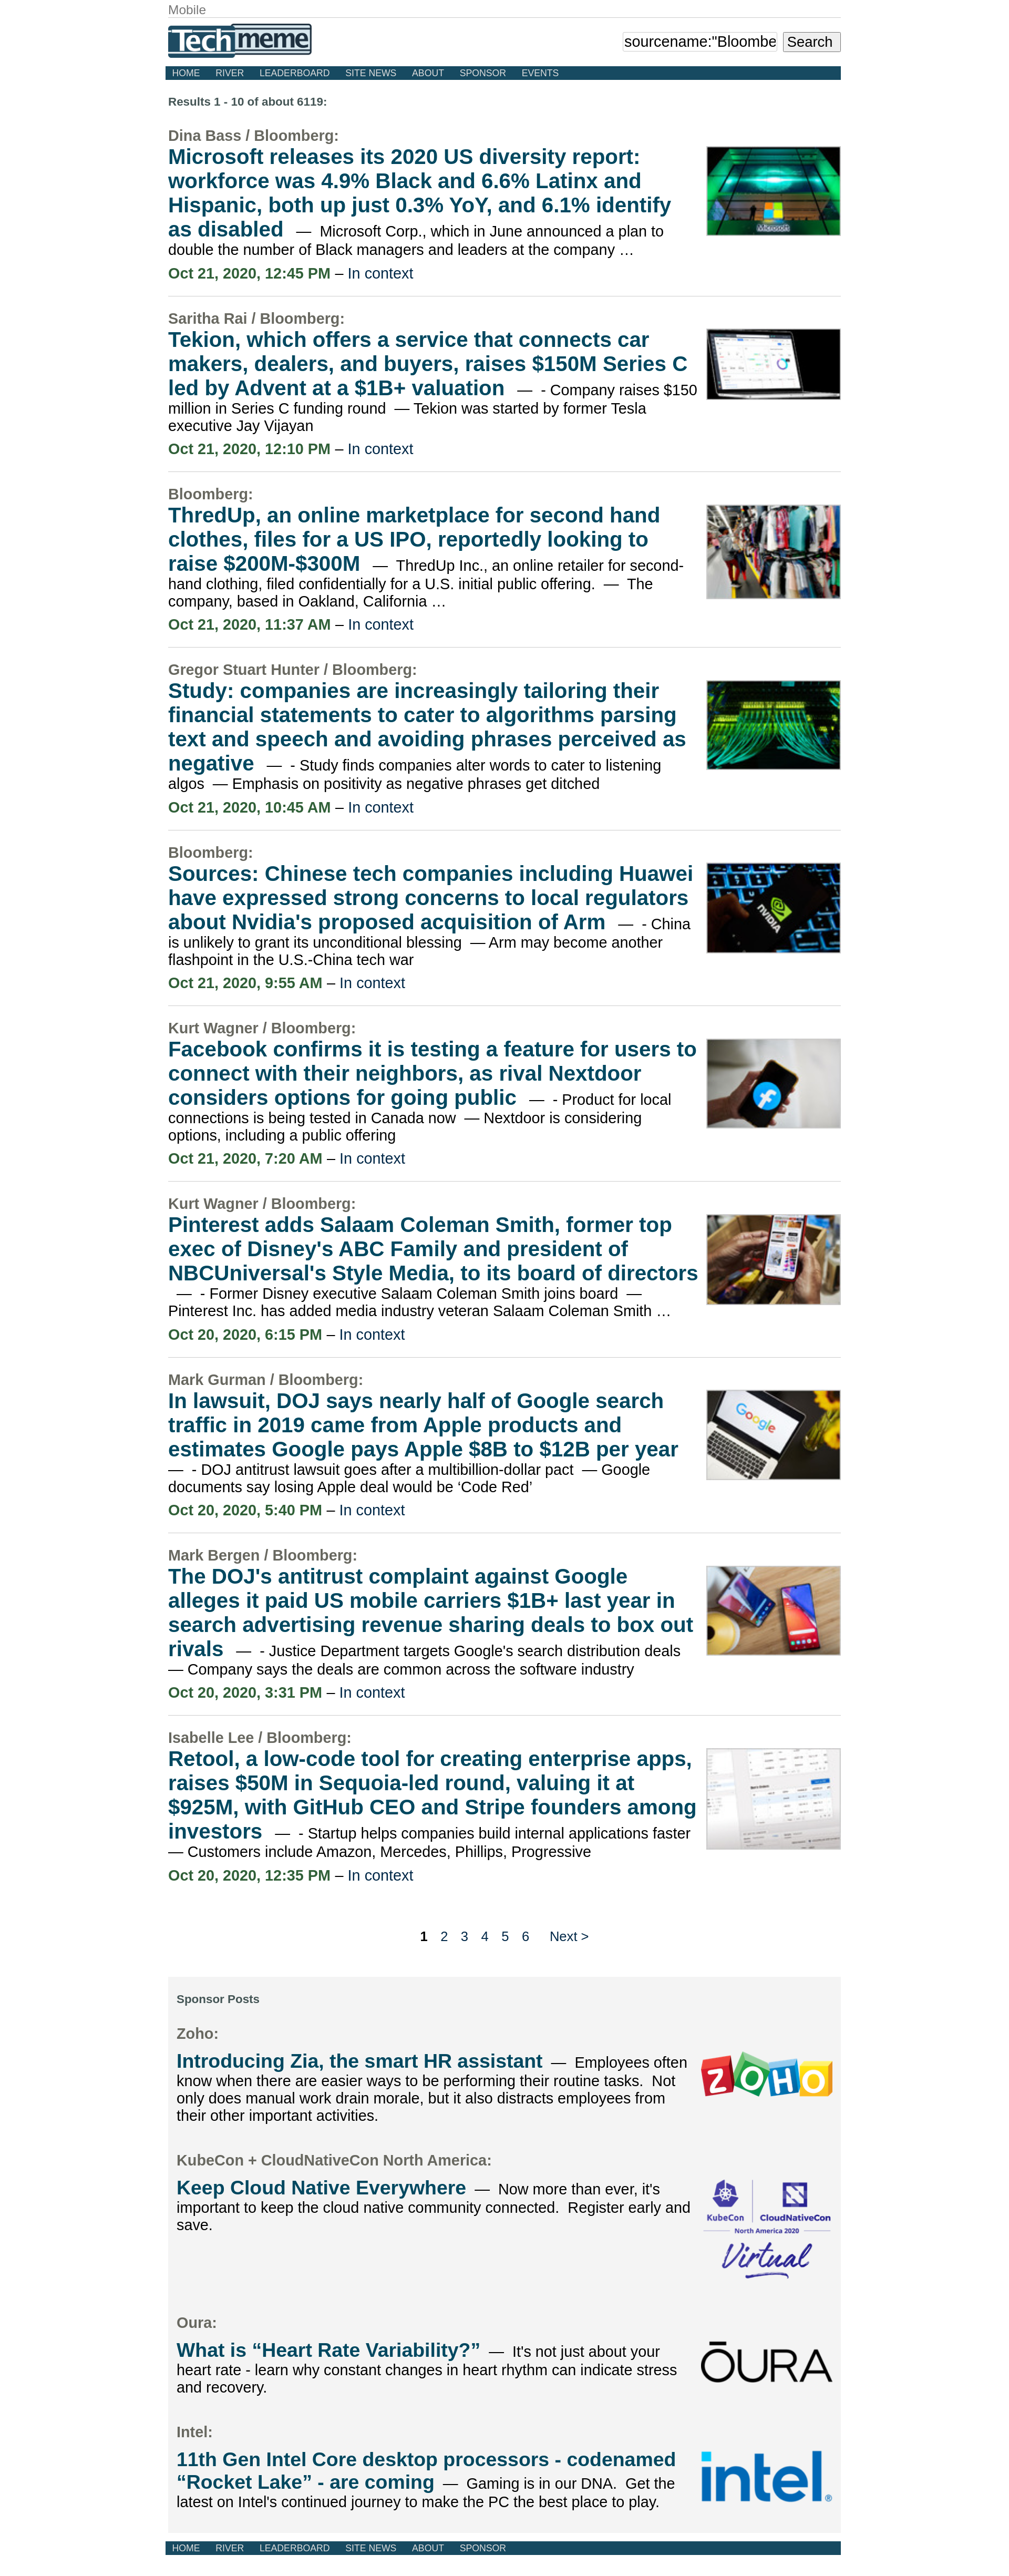 Mobile
Techmeme
sourcename:"Bloombe
Search
HOME RIVER LEADERBOARD SITE NEWS ABOUT SPONSOR EVENTS
Results 1 - 10 of about 6119:
Dina Bass / Bloomberg:
Microsoft releases its 2020 US diversity report:
workforce was 4.9% Black and 6.6% Latinx and
Hispanic, both up just 0.3% YoY, and 6.1% identify
as disabled — Microsoft Corp., which in June announced a plan to
double the number of Black managers and leaders at the company …
Microsoft
Oct 21, 2020, 12:45 PM – In context
Saritha Rai / Bloomberg:
Tekion, which offers a service that connects car
makers, dealers, and buyers, raises $150M Series C
led by Advent at a $1B+ valuation — - Company raises $150
million in Series C funding round — Tekion was started by former Tesla
executive Jay Vijayan
Oct 21, 2020, 12:10 PM – In context
Bloomberg:
ThredUp, an online marketplace for second hand
clothes, files for a US IPO, reportedly looking to
raise $200M-$300M — ThredUp Inc., an online retailer for second-
hand clothing, filed confidentially for a U.S. initial public offering. — The
company, based in Oakland, California …
Oct 21, 2020, 11:37 AM – In context
Gregor Stuart Hunter / Bloomberg:
Study: companies are increasingly tailoring their
financial statements to cater to algorithms parsing
text and speech and avoiding phrases perceived as
negative — - Study finds companies alter words to cater to listening
algos — Emphasis on positivity as negative phrases get ditched
Oct 21, 2020, 10:45 AM – In context
Bloomberg:
Sources: Chinese tech companies including Huawei
have expressed strong concerns to local regulators
about Nvidia's proposed acquisition of Arm — - China
is unlikely to grant its unconditional blessing — Arm may become another
flashpoint in the U.S.-China tech war
NVIDIA
Oct 21, 2020, 9:55 AM – In context
Kurt Wagner / Bloomberg:
Facebook confirms it is testing a feature for users to
connect with their neighbors, as rival Nextdoor
considers options for going public — - Product for local
connections is being tested in Canada now — Nextdoor is considering
options, including a public offering
Oct 21, 2020, 7:20 AM – In context
Kurt Wagner / Bloomberg:
Pinterest adds Salaam Coleman Smith, former top
exec of Disney's ABC Family and president of
NBCUniversal's Style Media, to its board of directors
— - Former Disney executive Salaam Coleman Smith joins board —
Pinterest Inc. has added media industry veteran Salaam Coleman Smith …
Oct 20, 2020, 6:15 PM – In context
Mark Gurman / Bloomberg:
In lawsuit, DOJ says nearly half of Google search
traffic in 2019 came from Apple products and
estimates Google pays Apple $8B to $12B per year
— - DOJ antitrust lawsuit goes after a multibillion-dollar pact — Google
documents say losing Apple deal would be ‘Code Red’
Google
Oct 20, 2020, 5:40 PM – In context
Mark Bergen / Bloomberg:
The DOJ's antitrust complaint against Google
alleges it paid US mobile carriers $1B+ last year in
search advertising revenue sharing deals to box out
rivals — - Justice Department targets Google's search distribution deals
— Company says the deals are common across the software industry
Oct 20, 2020, 3:31 PM – In context
Isabelle Lee / Bloomberg:
Retool, a low-code tool for creating enterprise apps,
raises $50M in Sequoia-led round, valuing it at
$925M, with GitHub CEO and Stripe founders among
investors — - Startup helps companies build internal applications faster
— Customers include Amazon, Mercedes, Phillips, Progressive
Oct 20, 2020, 12:35 PM – In context
1 2 3 4 5 6 Next >
Sponsor Posts
Zoho:
Introducing Zia, the smart HR assistant — Employees often
know when there are easier ways to be performing their routine tasks. Not
only does manual work drain morale, but it also distracts employees from
their other important activities.
ZOHO
KubeCon + CloudNativeCon North America:
Keep Cloud Native Everywhere — Now more than ever, it's
important to keep the cloud native community connected. Register early and
save.
KubeCon CloudNativeCon
North America 2020
Virtual
Oura:
What is “Heart Rate Variability?” — It's not just about your
heart rate - learn why constant changes in heart rhythm can indicate stress
and recovery.
ŌURA
Intel:
11th Gen Intel Core desktop processors - codenamed
“Rocket Lake” - are coming — Gaming is in our DNA. Get the
latest on Intel's continued journey to make the PC the best place to play.
intel®
HOME RIVER LEADERBOARD SITE NEWS ABOUT SPONSOR